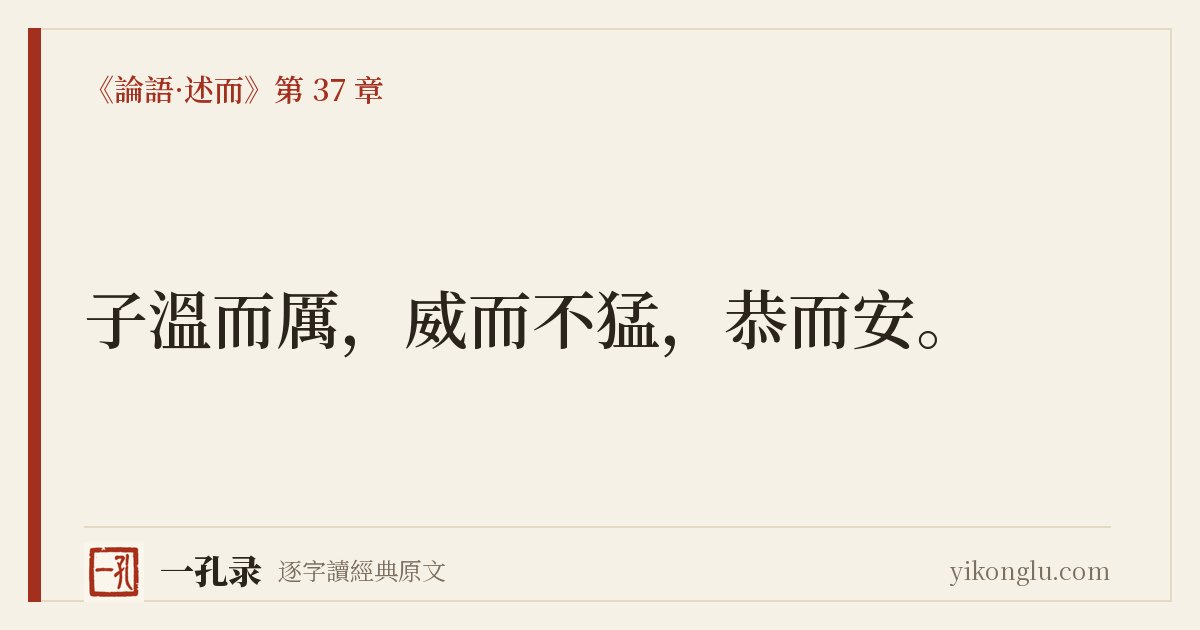 《論語·述而》第 37 章
子溫而厲，威而不猛，恭而安。
一孔
一孔录 逐字讀經典原文
yikonglu.com